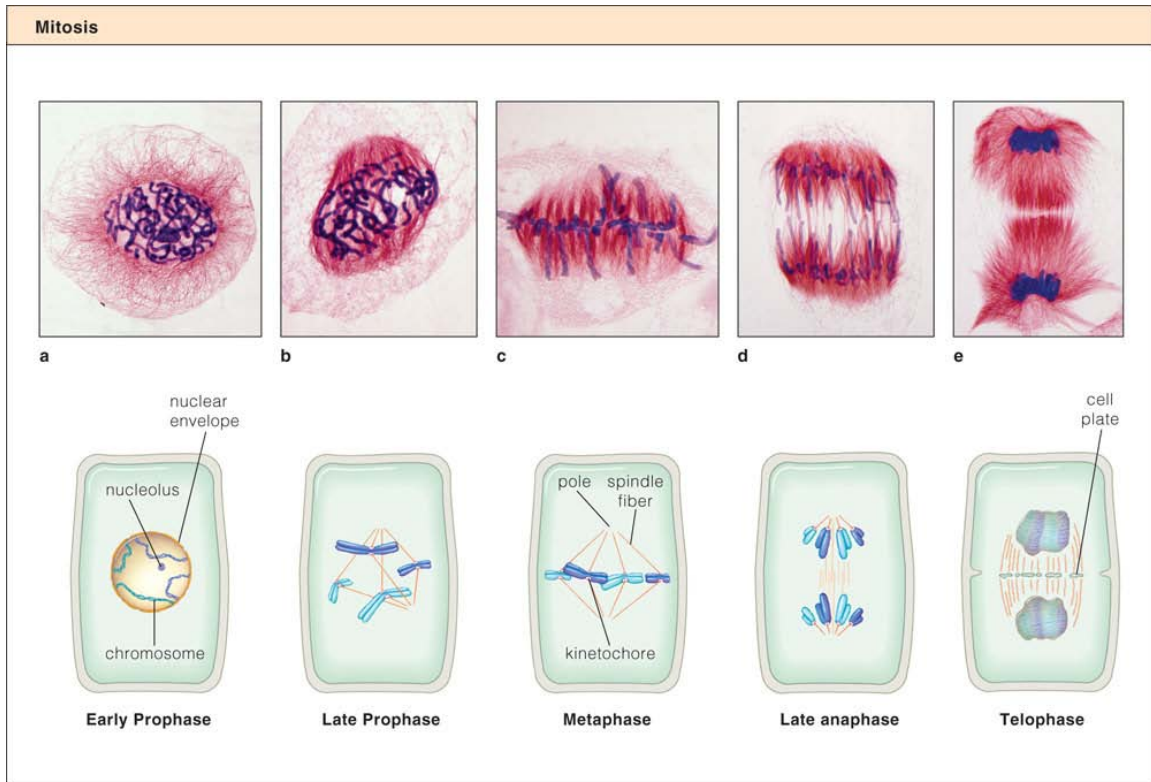 Mitosis
a
b
c
d
e
nuclear
envelope
nucleolus
chromosome
pole
spindle
fiber
kinetochore
cell
plate
Early Prophase
Late Prophase
Metaphase
Late anaphase
Telophase